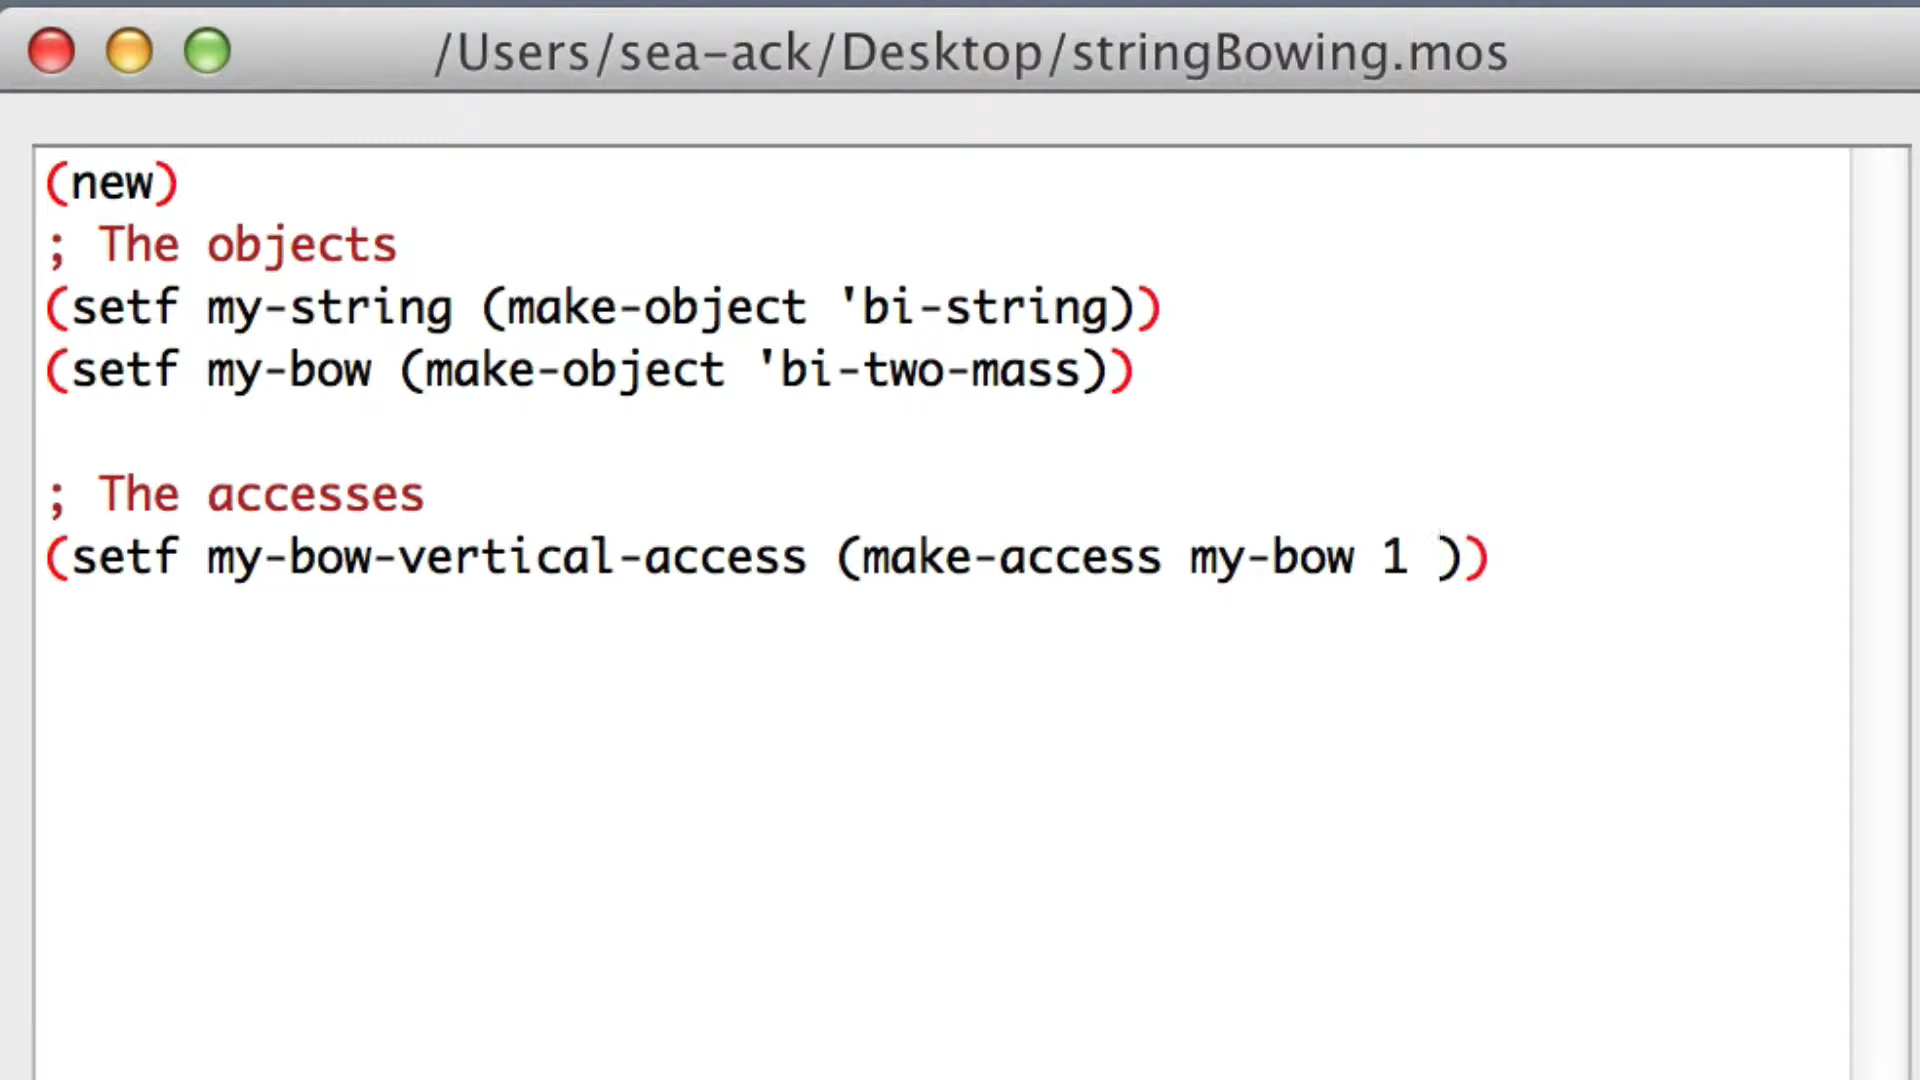 /Users/sea-ack/Desktop/stringBowing.mos
(new)
; The objects
(setf my-string (make-object 'bi-string))
(setf my-bow (make-object 'bi-two-mass))
; The accesses
(setf my-bow-vertical-access (make-access my-bow 1 ))